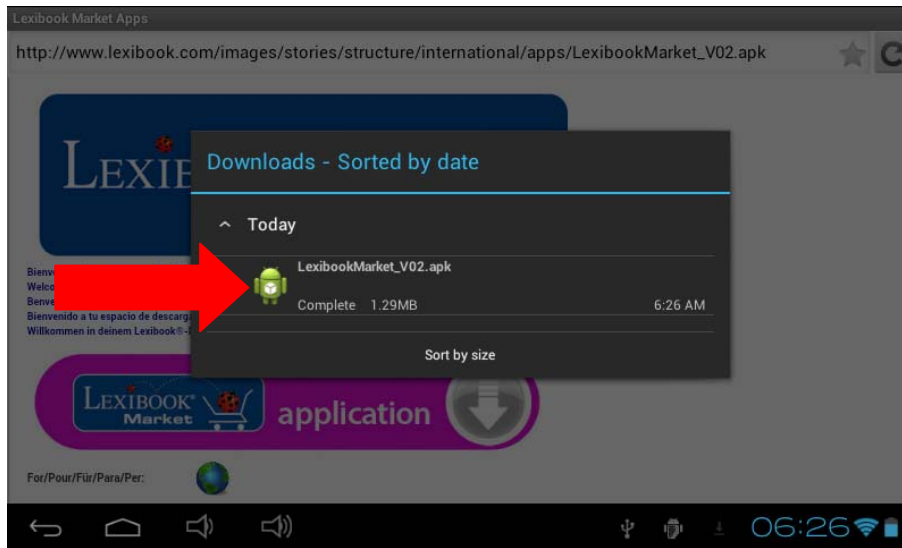 Lexibook Market Apps
http://www.lexibook.com/images/stories/structure/international/apps/LexibookMarket_V02.apk
LEXIB
Downloads - Sorted by date
Today
LexibookMarket_V02.apk
Complete 1.29MB 6:26 AM
Sort by size
Bienvenido a tu espacio de descarg
Willkommen in deinem Lexibook®-
LEXIBOOK®
Market
application
For/Pour/Für/Para/Per:
06:26